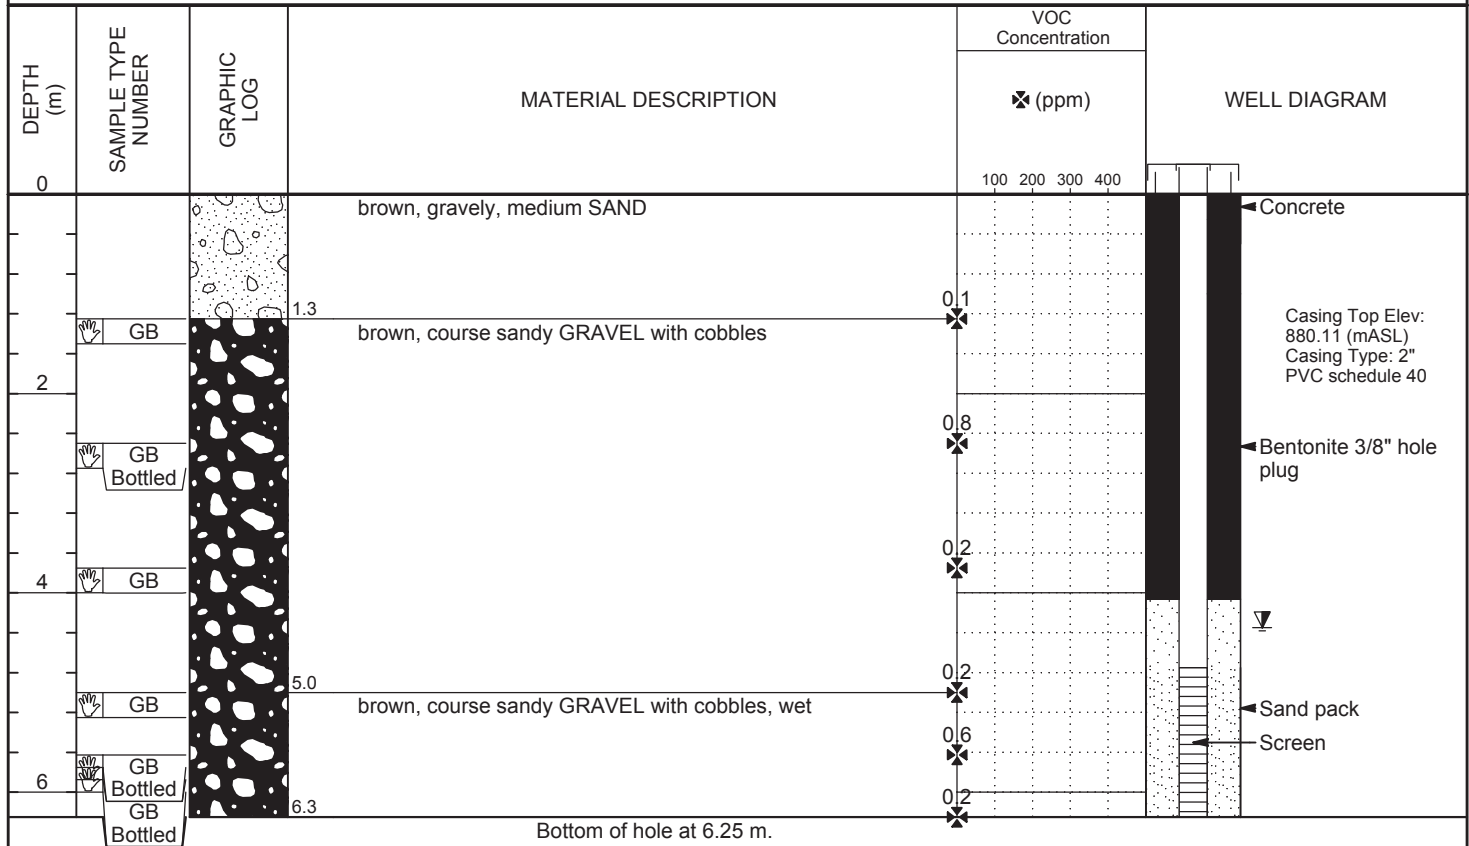 DEPTH
(m)
SAMPLE TYPE
NUMBER
GRAPHIC
LOG
MATERIAL DESCRIPTION
VOC
Concentration
(ppm)
WELL DIAGRAM
0
100 200 300 400
brown, gravely, medium SAND
Concrete
1.3
0.1
GB
brown, course sandy GRAVEL with cobbles
Casing Top Elev:
880.11 (mASL)
Casing Type: 2"
PVC schedule 40
2
0.8
GB
Bottled
Bentonite 3/8" hole
plug
0.2
4
GB
5.0
0.2
GB
brown, course sandy GRAVEL with cobbles, wet
Sand pack
0.6
Screen
GB
Bottled
6
6.3
0.2
GB
Bottled
Bottom of hole at 6.25 m.